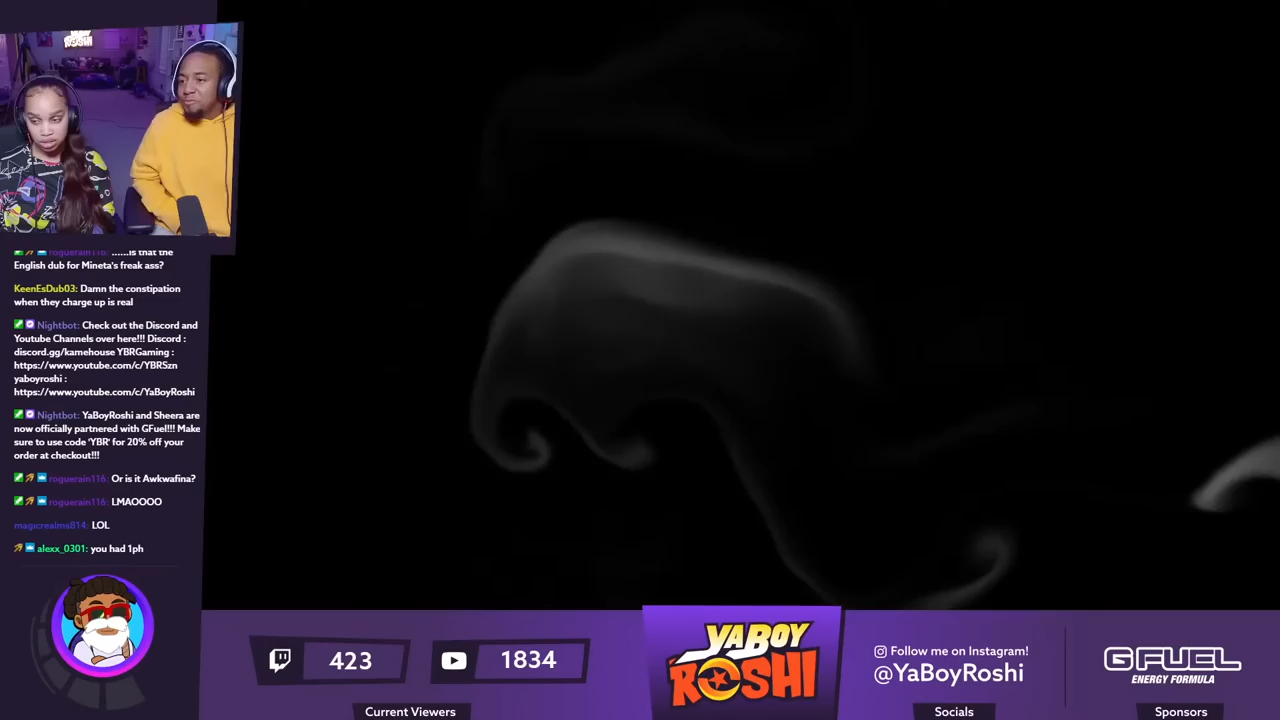 YABOY
ROSHI
roguerain116: ......is that the
English dub for Mineta's freak ass?
KeenEsDub03: Damn the constipation
when they charge up is real
Nightbot: Check out the Discord and
Youtube Channels over here!!! Discord :
discord.gg/kamehouse YBRGaming :
https://www.youtube.com/c/YBRSzn
yaboyroshi :
https://www.youtube.com/c/YaBoyRoshi
Nightbot: YaBoyRoshi and Sheera are
now officially partnered with GFuel!!! Make
sure to use code 'YBR' for 20% off your
order at checkout!!!
roguerain116: Or is it Awkwafina?
roguerain116: LMAOOOO
magicrealms814: LOL
alexx_0301: you had 1ph
423
1834
Current Viewers
YABOY
ROSHI
Follow me on Instagram!
@YaBoyRoshi
Socials
G FUEL
ENERGY FORMULA
Sponsors